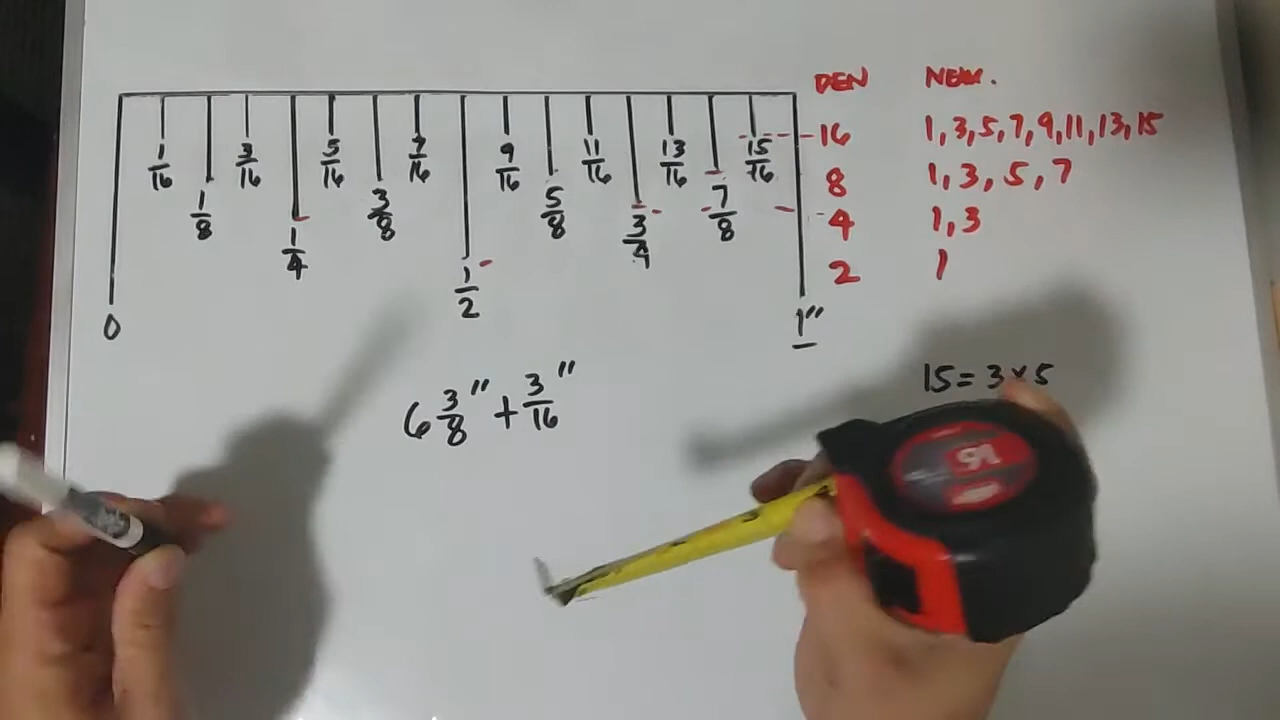 DEN NUM.
16 1, 3, 5, 7, 9, 11, 13, 15
8 1, 3, 5, 7
4 1, 3
2 1
1/16 3/16 5/16 7/16 9/16 11/16 13/16 15/16
1/8 3/8 5/8 7/8
1/4 3/4
1/2
0 1"
6 3/8" + 3/16"
15 = 3 x 5
16